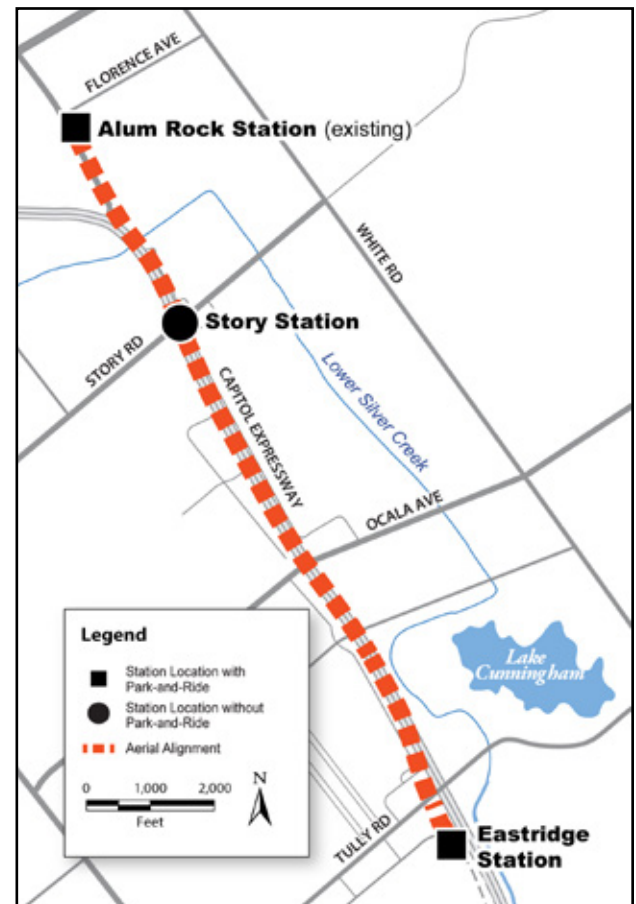 FLORENCE AVE
Alum Rock Station (existing)
WHITE RD
Story Station
STORY RD
CAPITOL EXPRESSWAY
Lower Silver Creek
OCALA AVE
Lake
Cunningham
TULLY RD
Eastridge
Station
Legend
Station Location with
Park-and-Ride
Station Location without
Park-and-Ride
Aerial Alignment
0 1,000 2,000
Feet
N